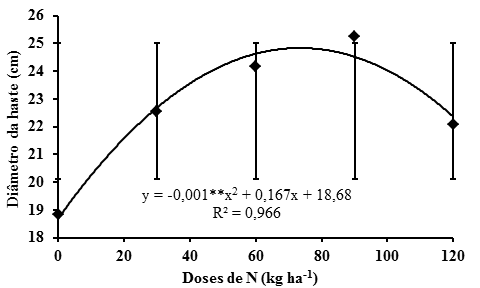 26
25
24
23
22
21
20
19
18
Diâmetro da haste (cm)
y = -0,001**x² + 0,167x + 18,68
R² = 0,966
0 20 40 60 80 100 120
Doses de N (kg ha⁻¹)